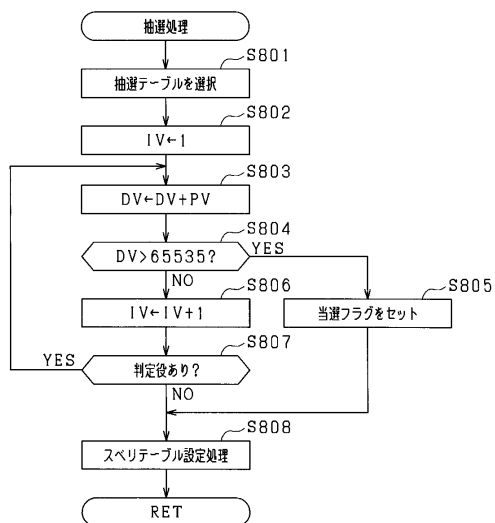 抽選処理
S801
抽選テーブルを選択
S802
IV←1
S803
DV←DV+PV
S804
DV>65535?
YES
NO
S805
当選フラグをセット
S806
IV←IV+1
S807
YES
判定役あり?
NO
S808
スベリテーブル設定処理
RET